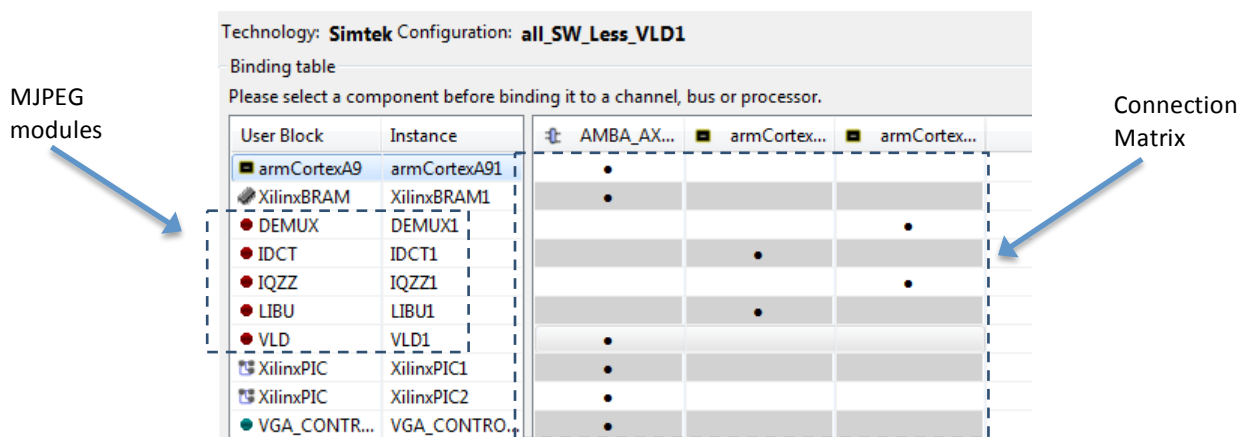 Technology: Simtek Configuration: all_SW_Less_VLD1
Binding table
Please select a component before binding it to a channel, bus or processor.
MJPEG
modules
Connection
Matrix
User Block Instance AMBA_AX... armCortex... armCortex...
armCortexA9 armCortexA91
XilinxBRAM XilinxBRAM1
DEMUX DEMUX1
IDCT IDCT1
IQZZ IQZZ1
LIBU LIBU1
VLD VLD1
XilinxPIC XilinxPIC1
XilinxPIC XilinxPIC2
VGA_CONTR... VGA_CONTRO...